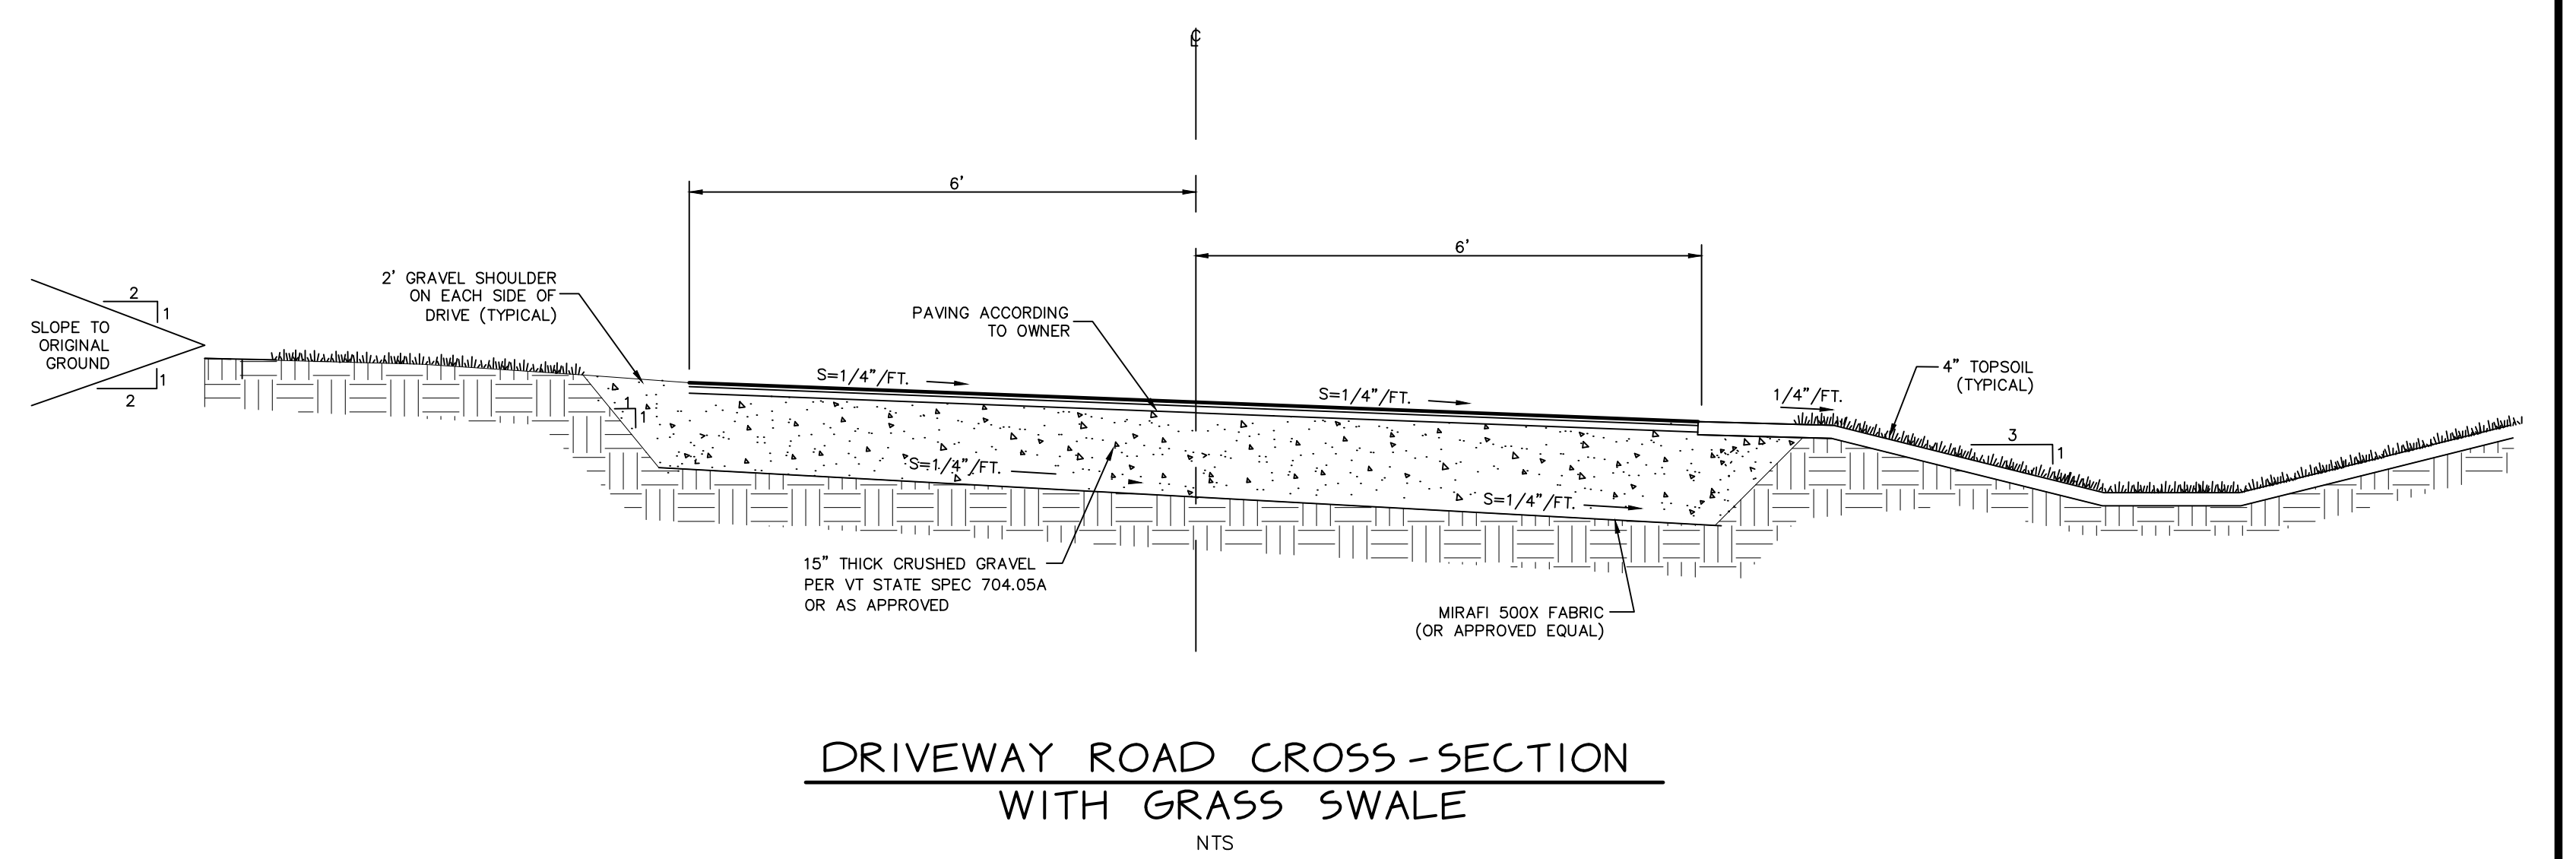 ℄
6'
6'
2' GRAVEL SHOULDER
ON EACH SIDE OF
DRIVE (TYPICAL)
PAVING ACCORDING
TO OWNER
2
1
SLOPE TO
ORIGINAL
GROUND
1
2
S=1/4"/FT.
S=1/4"/FT.
1/4"/FT.
4" TOPSOIL
(TYPICAL)
1
1
3
1
S=1/4"/FT.
S=1/4"/FT.
15" THICK CRUSHED GRAVEL
PER VT STATE SPEC 704.05A
OR AS APPROVED
MIRAFI 500X FABRIC
(OR APPROVED EQUAL)
DRIVEWAY ROAD CROSS-SECTION
WITH GRASS SWALE
NTS